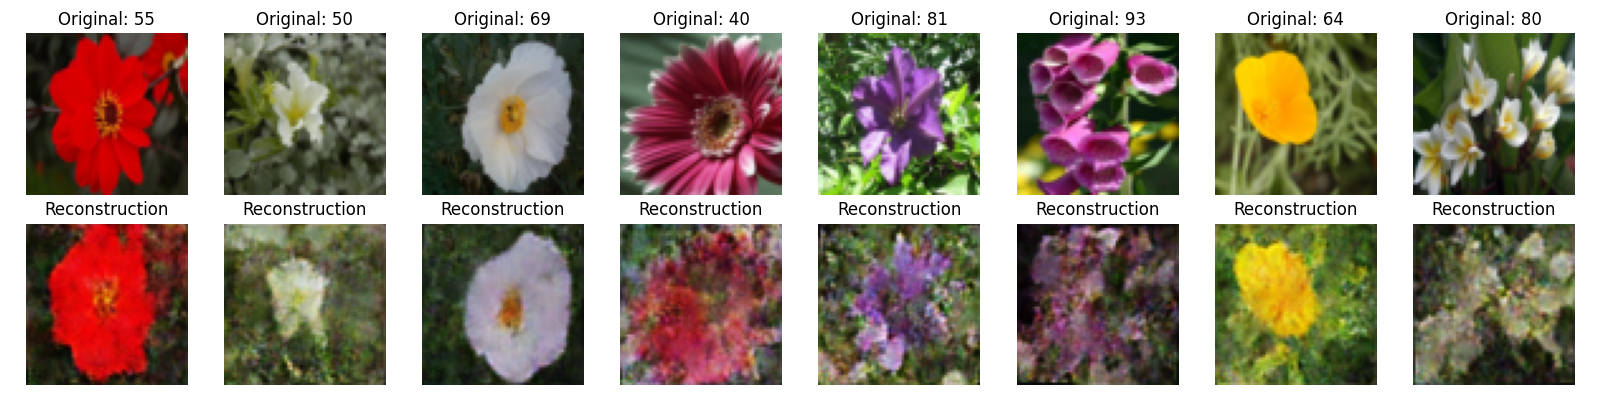 Original: 55
Original: 50
Original: 69
Original: 40
Original: 81
Original: 93
Original: 64
Original: 80
Reconstruction
Reconstruction
Reconstruction
Reconstruction
Reconstruction
Reconstruction
Reconstruction
Reconstruction